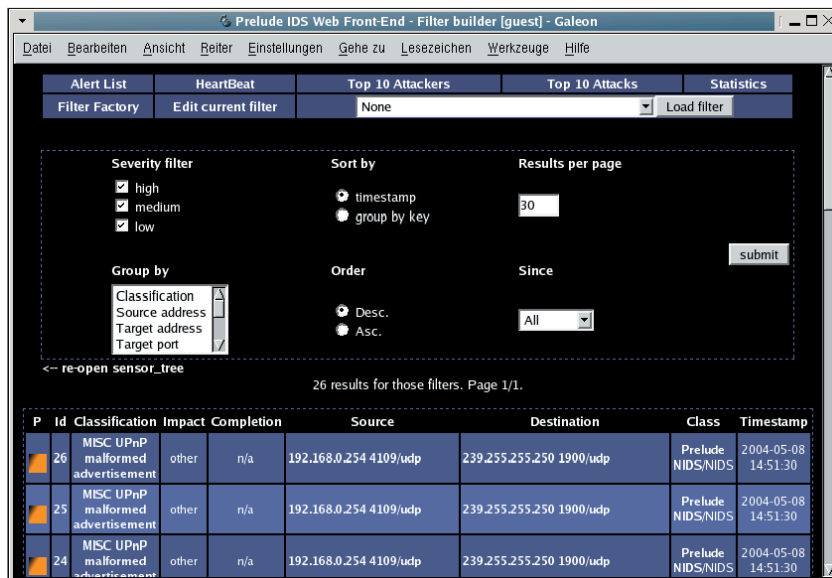 Prelude IDS Web Front-End - Filter builder [guest] - Galeon
Datei Bearbeiten Ansicht Reiter Einstellungen Gehe zu Lesezeichen Werkzeuge Hilfe
Alert List HeartBeat Top 10 Attackers Top 10 Attacks Statistics
Filter Factory Edit current filter None Load filter
Severity filter Sort by Results per page
high
medium
low
timestamp
group by key
30
submit
Group by Order Since
Classification
Source address
Target address
Target port
Desc.
Asc.
All
<-- re-open sensor_tree
26 results for those filters. Page 1/1.
P Id Classification Impact Completion Source Destination Class Timestamp
26 MISC UPnP malformed advertisement other n/a 192.168.0.254 4109/udp 239.255.255.250 1900/udp Prelude NIDS/NIDS 2004-05-08 14:51:30
25 MISC UPnP malformed advertisement other n/a 192.168.0.254 4109/udp 239.255.255.250 1900/udp Prelude NIDS/NIDS 2004-05-08 14:51:30
24 MISC UPnP malformed advertisement other n/a 192.168.0.254 4109/udp 239.255.255.250 1900/udp Prelude NIDS/NIDS 2004-05-08 14:51:30